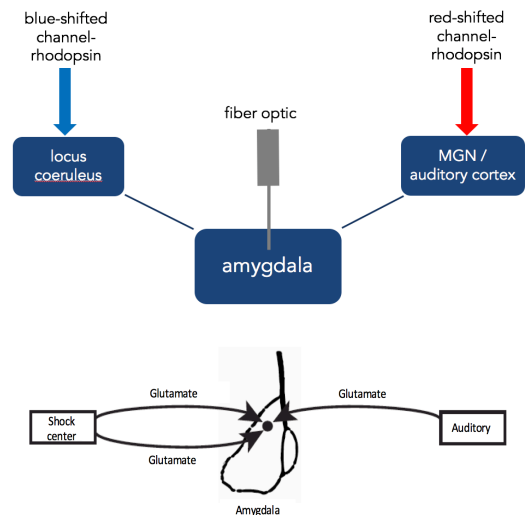 blue-shifted
channel-
rhodopsin
red-shifted
channel-
rhodopsin
fiber optic
locus
coeruleus
MGN /
auditory cortex
amygdala
Glutamate
Glutamate
Shock
center
Auditory
Glutamate
Amygdala